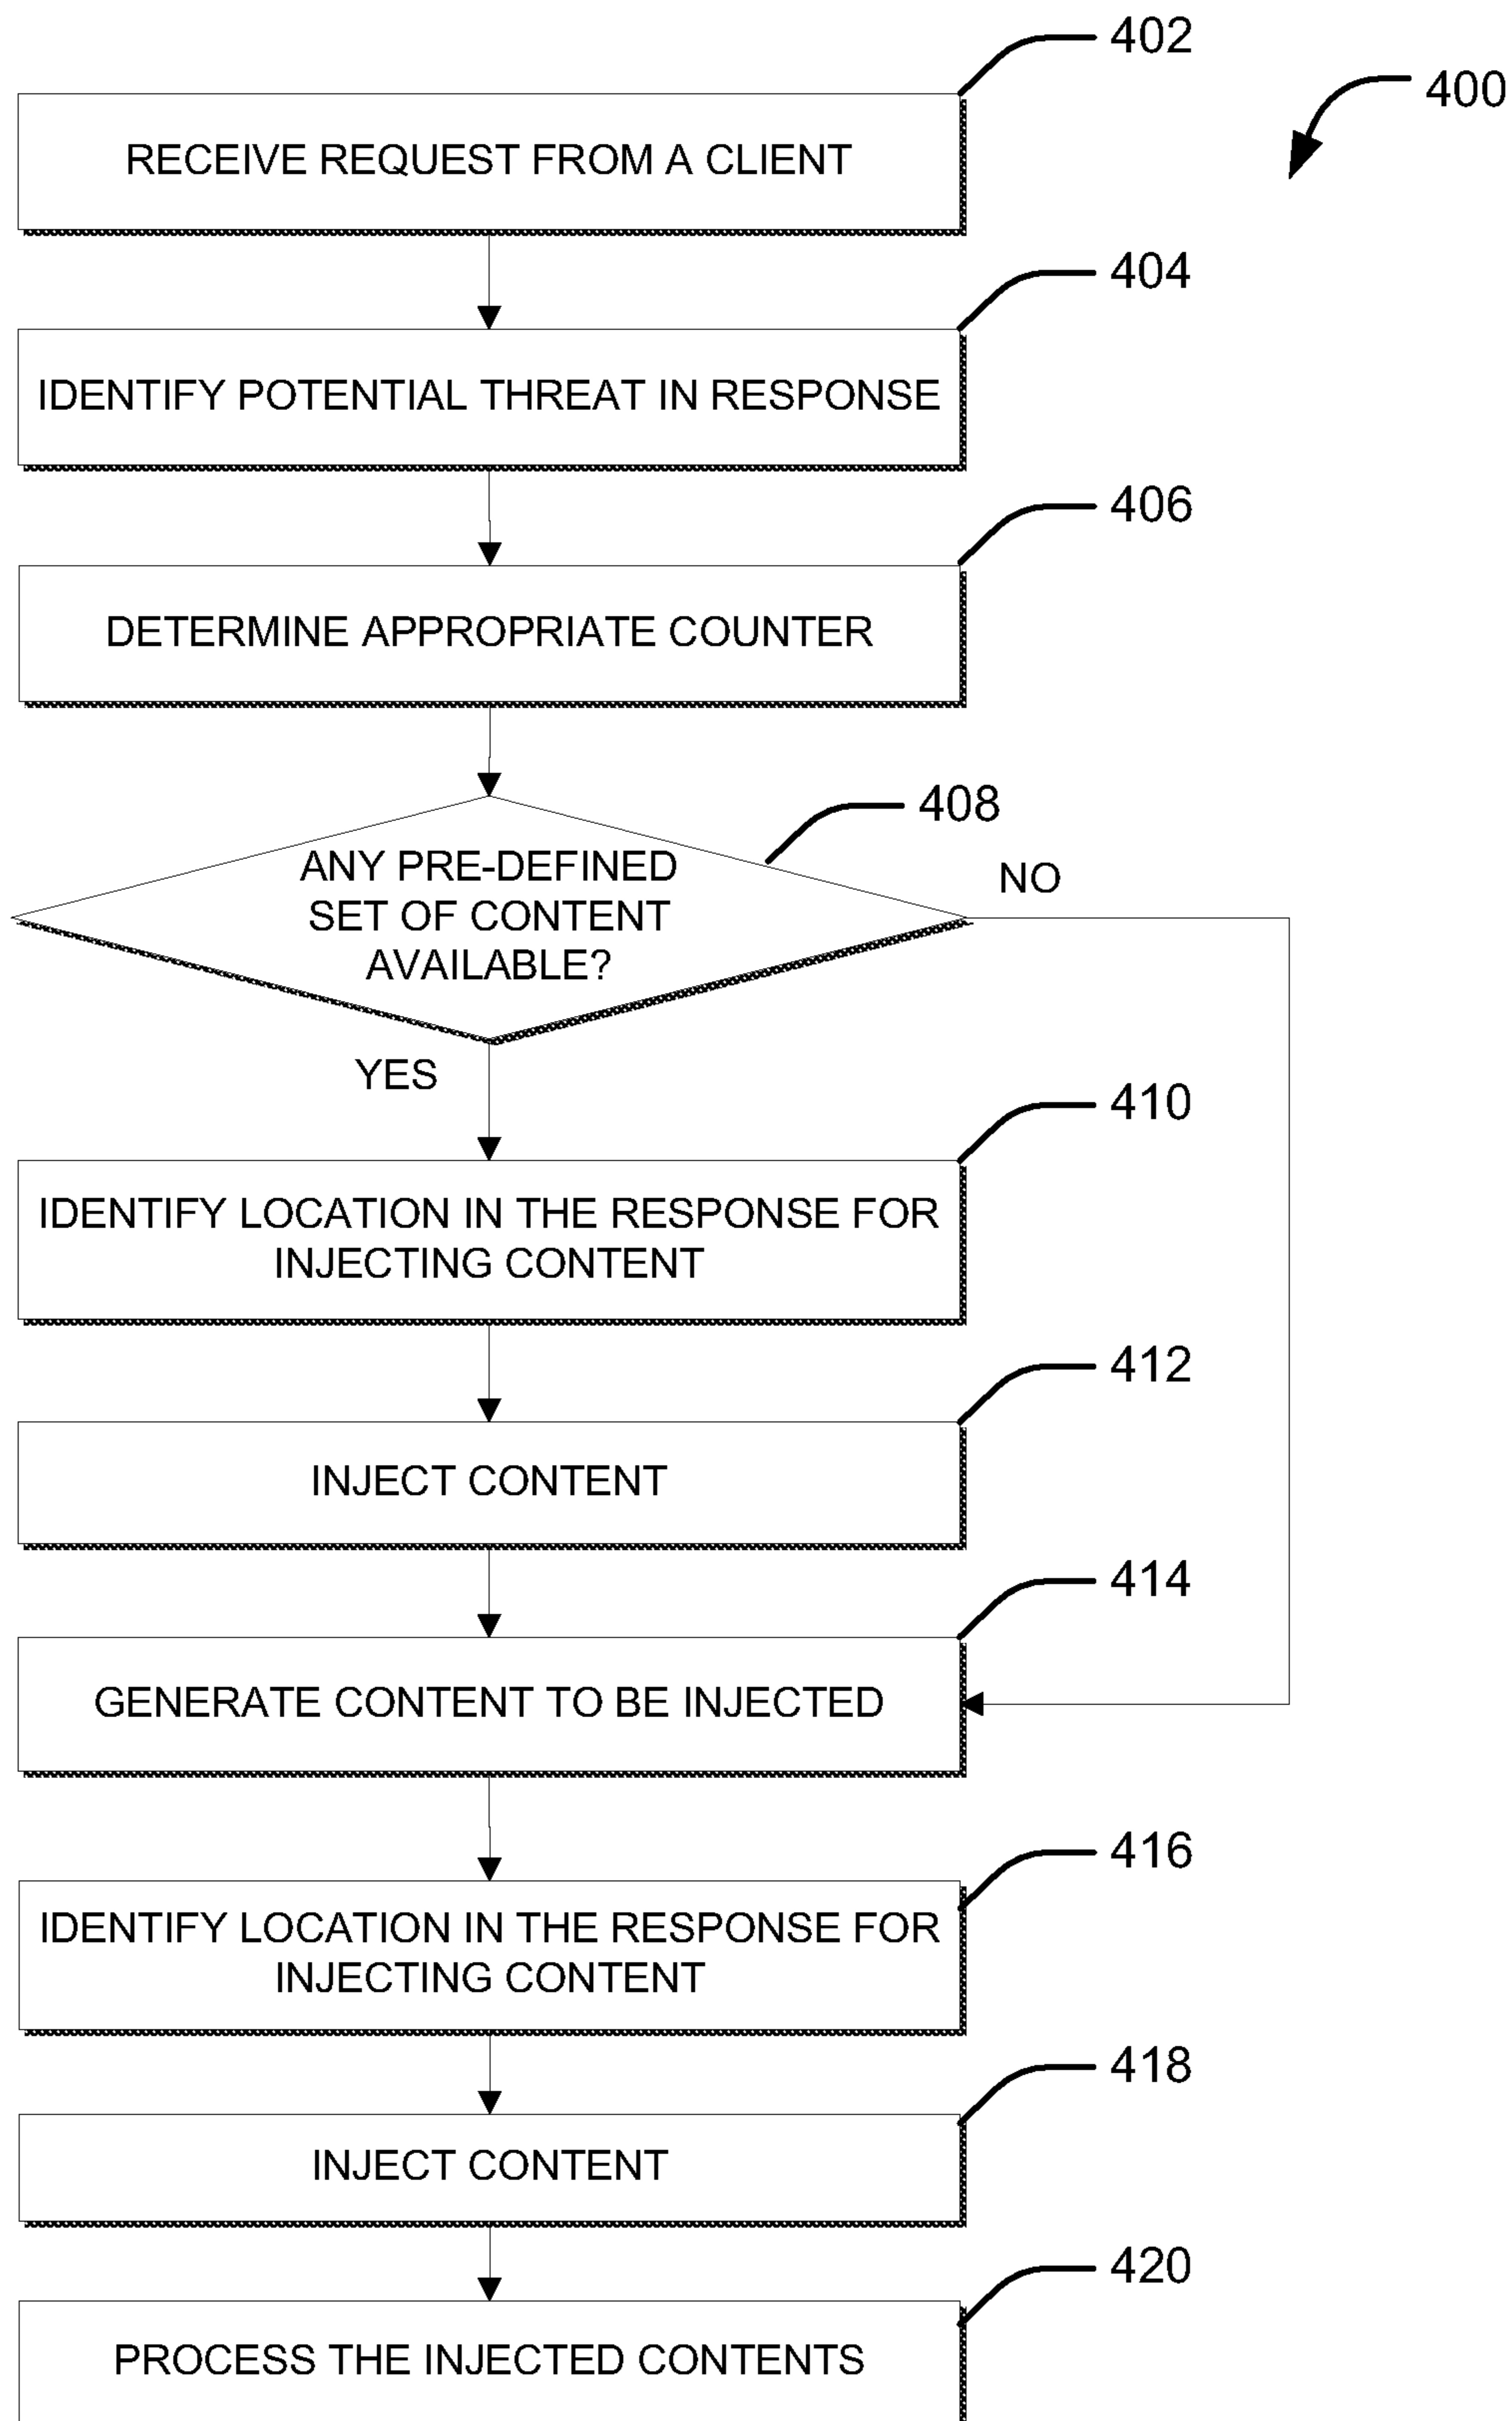 402
400
RECEIVE REQUEST FROM A CLIENT
404
IDENTIFY POTENTIAL THREAT IN RESPONSE
406
DETERMINE APPROPRIATE COUNTER
408
ANY PRE-DEFINED
SET OF CONTENT
AVAILABLE?
NO
YES
410
IDENTIFY LOCATION IN THE RESPONSE FOR
INJECTING CONTENT
412
INJECT CONTENT
414
GENERATE CONTENT TO BE INJECTED
416
IDENTIFY LOCATION IN THE RESPONSE FOR
INJECTING CONTENT
418
INJECT CONTENT
420
PROCESS THE INJECTED CONTENTS